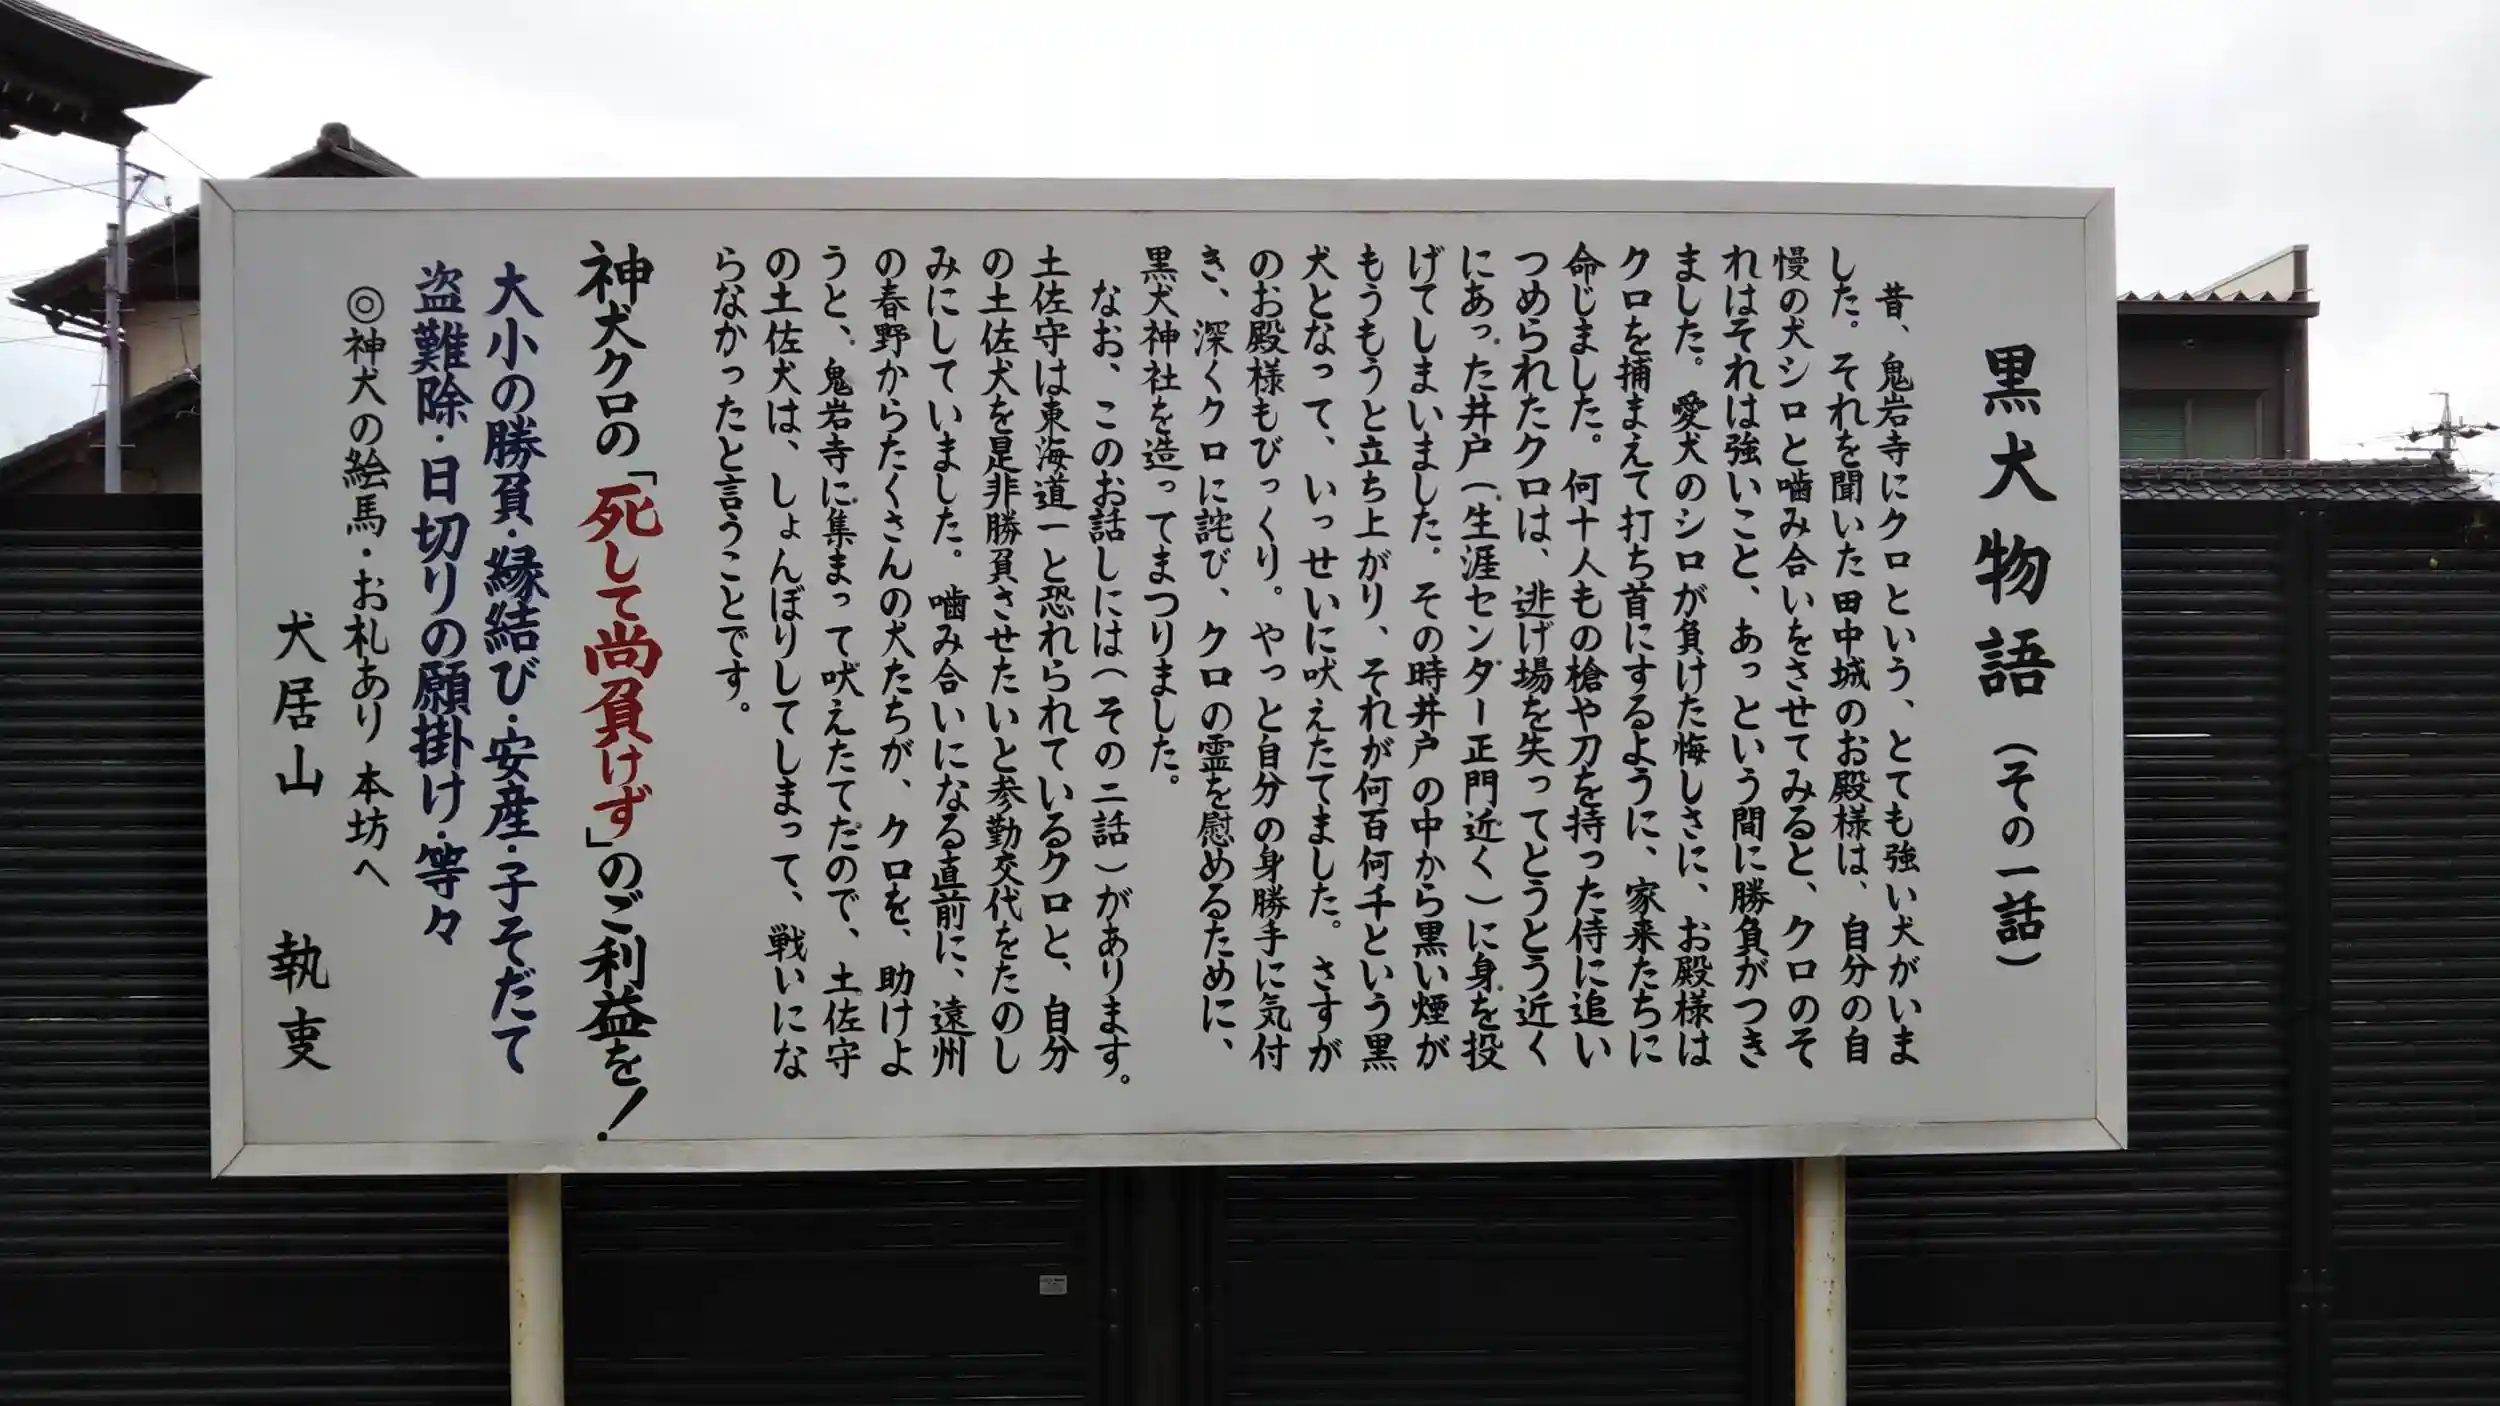 黒犬物語（その一話）
昔、鬼岩寺にクロという、とても強い犬がいま
した。それを聞いた田中城のお殿様は、自分の自
慢の犬シロと噛み合いをさせてみると、クロのそ
れはそれは強いこと、あっという間に勝負がつき
ました。愛犬のシロが負けた悔しさに、お殿様は
クロを捕まえて打ち首にするように、家来たちに
命じました。何十人もの槍や刀を持った侍に追い
つめられたクロは、逃げ場を失ってとうとう近く
にあった井戸（生涯センター正門近く）に身を投
げてしまいました。その時井戸の中から黒い煙が
もうもうと立ち上がり、それが何百何千という黒
犬となって、いっせいに吠えたてました。さすが
のお殿様もびっくり。やっと自分の身勝手に気付
き、深くクロに詫び、クロの霊を慰めるために、
黒犬神社を造ってまつりました。
なお、このお話しには（その二話）があります。
土佐守は東海道一と恐れられているクロと、自分
の土佐犬を是非勝負させたいと参勤交代をたのし
みにしていました。噛み合いになる直前に、遠州
の春野からたくさんの犬たちが、クロを、助けよ
うと、鬼岩寺に集まって吠えたてたので、土佐守
の土佐犬は、しょんぼりしてしまって、戦いにな
らなかったと言うことです。
神犬クロの「死して尚負けず」のご利益を！
大小の勝負・縁結び・安産・子そだて
盗難除・日切りの願掛け・等々
◎神犬の絵馬・お札あり 本坊へ
犬居山 執叓